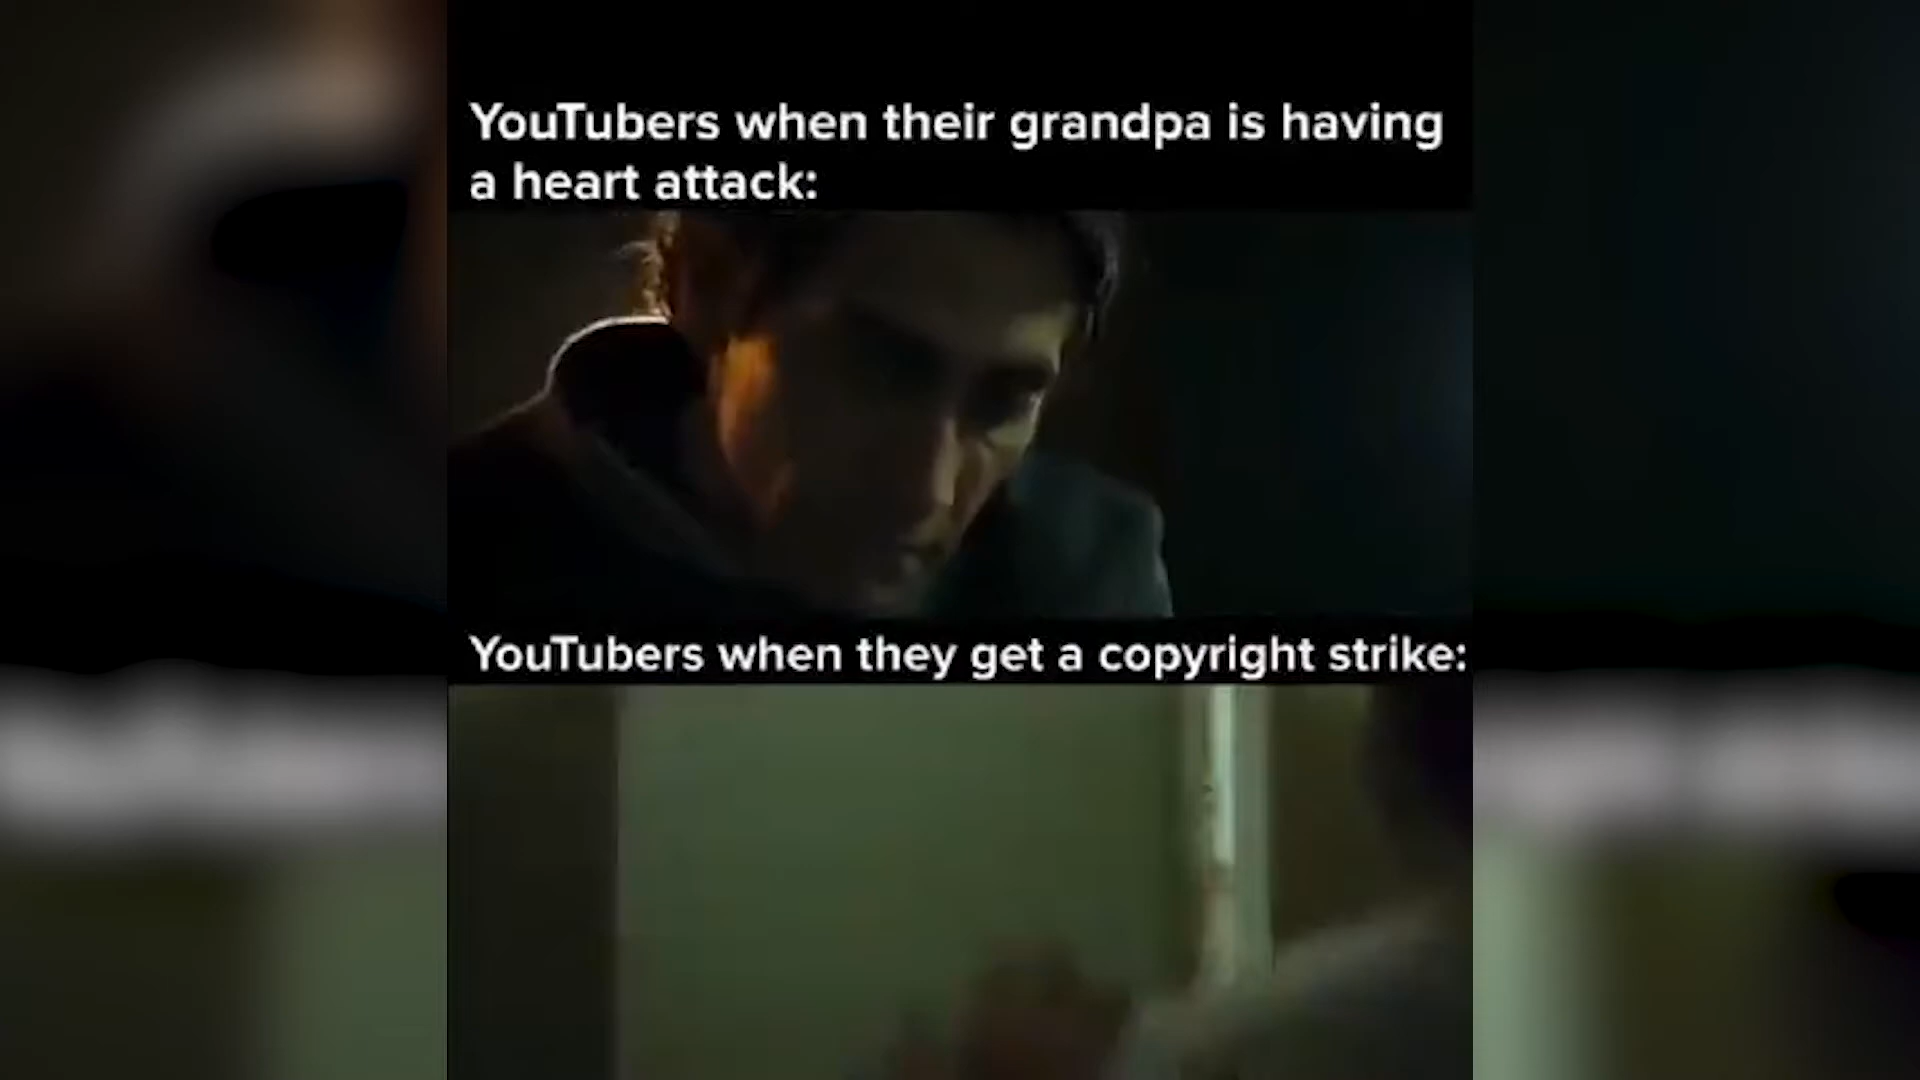 YouTubers when their grandpa is having
a heart attack:
YouTubers when they get a copyright strike: